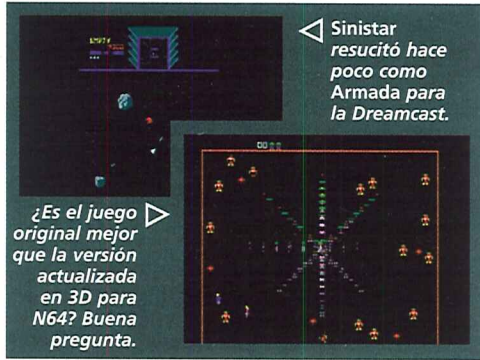 Sinistar
resucitó hace
poco como
Armada para
la Dreamcast.
¿Es el juego
original mejor
que la versión
actualizada
en 3D para
N64? Buena
pregunta.